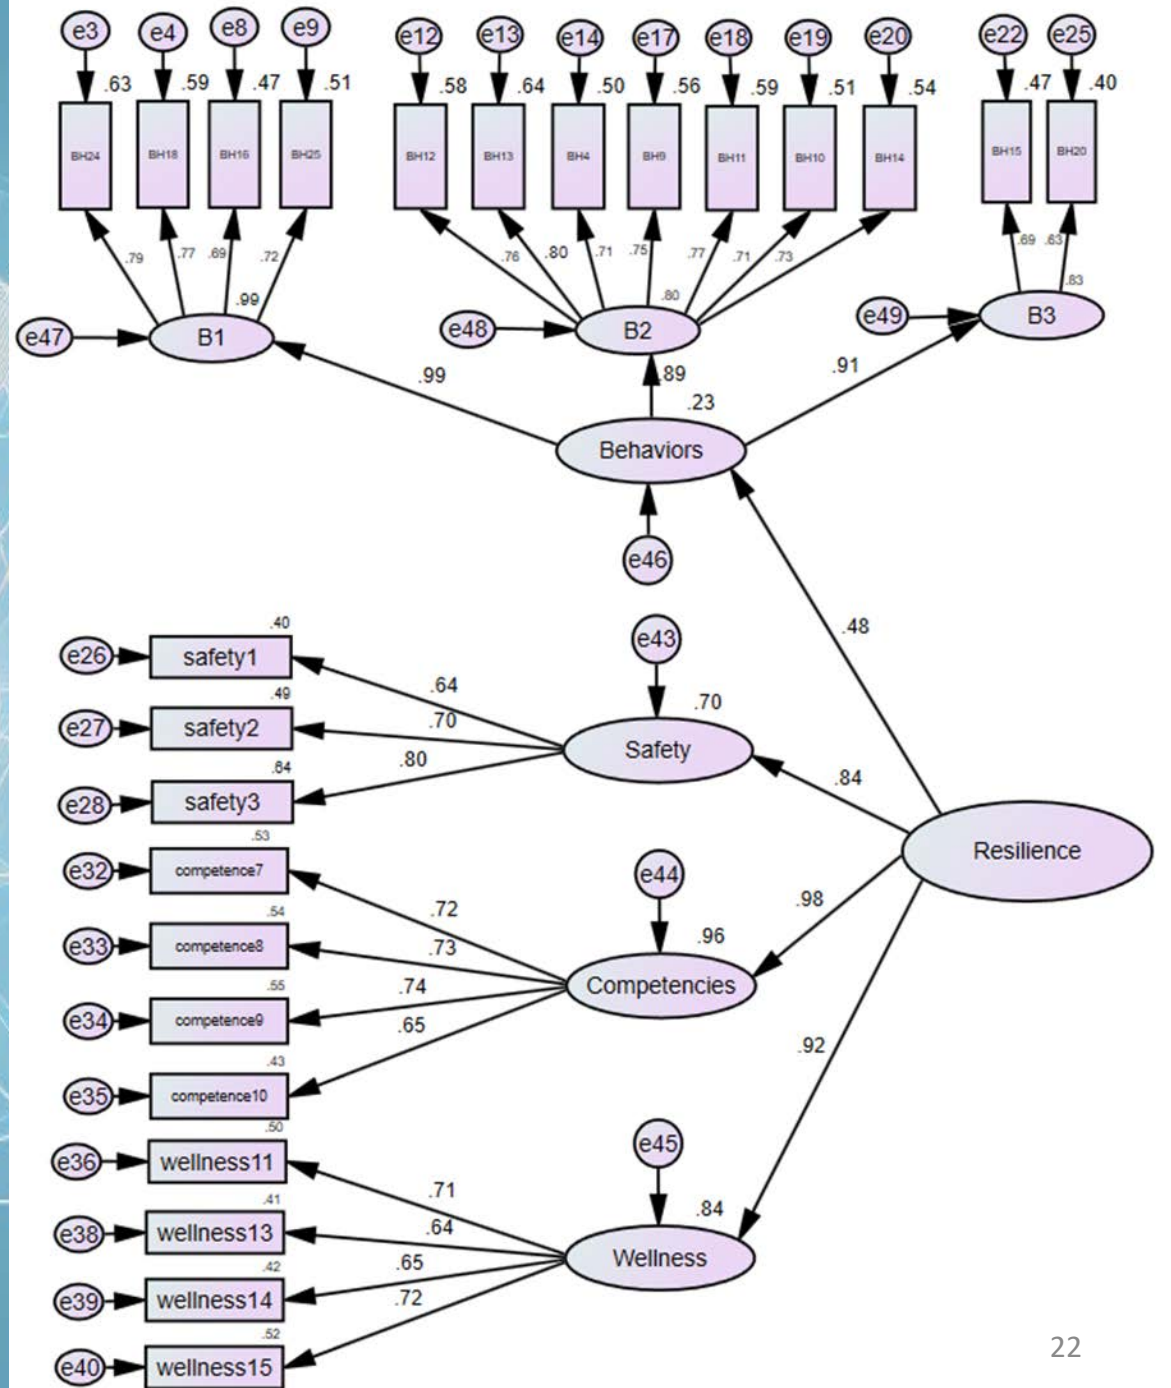 e3 e4 e8 e9 e12 e13 e14 e17 e18 e19 e20 e22 e25
.63 .59 .47 .51 .58 .64 .50 .56 .59 .51 .54 .47 .40
BH24 BH18 BH16 BH25 BH12 BH13 BH4 BH9 BH11 BH10 BH14 BH15 BH20
.79 .77 .69 .72 .76 .80 .71 .75 .77 .71 .73 .69 .63
.99 .80 .83
e47 B1 e48 B2 e49 B3
.99 .89 .91
.23
Behaviors
e46
.48
.40
e26 safety1
.64
.49
e27 safety2
.70
.64
e28 safety3
.80
e43
.70
Safety
.84
Resilience
.53
e32 competence7
.72
.54
e33 competence8
.73
.55
e34 competence9
.74
.43
e35 competence10
.65
e44
.96
Competencies
.98
.92
.50
e36 wellness11
.71
.41
e38 wellness13
.64
.42
e39 wellness14
.65
.52
e40 wellness15
.72
e45
.84
Wellness
22